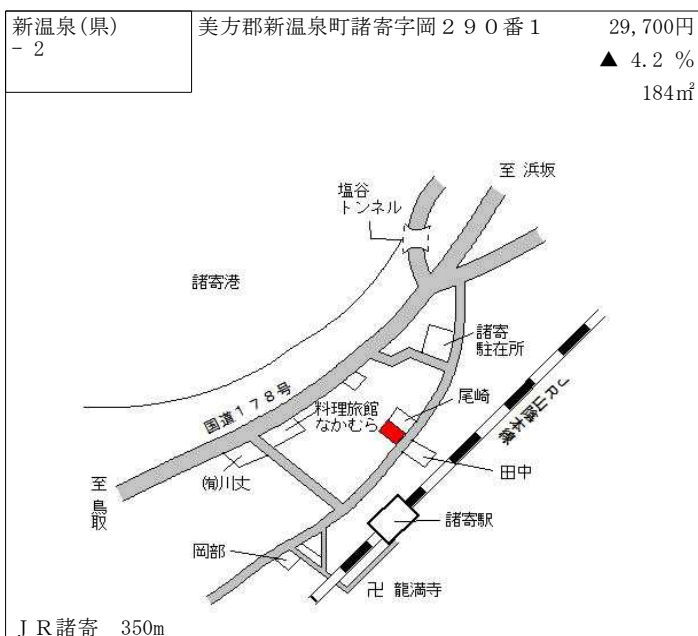 新温泉(県)
- 2
美方郡新温泉町諸寄字岡２９０番１
29,700円
▲ 4.2 %
184㎡
至 浜坂
塩谷
トンネル
諸寄港
諸寄
駐在所
国道１７８号
料理旅館
なかむら
尾崎
JR山陰本線
㈲川丈
田中
至 鳥取
諸寄駅
岡部
卍 龍満寺
ＪＲ諸寄 350m